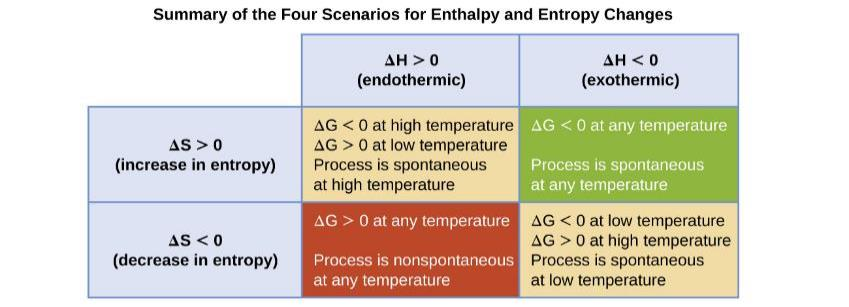 Summary of the Four Scenarios for Enthalpy and Entropy Changes
ΔH > 0
(endothermic)
ΔH < 0
(exothermic)
ΔS > 0
(increase in entropy)
ΔG < 0 at high temperature
ΔG > 0 at low temperature
Process is spontaneous
at high temperature
ΔG < 0 at any temperature
Process is spontaneous
at any temperature
ΔS < 0
(decrease in entropy)
ΔG > 0 at any temperature
Process is nonspontaneous
at any temperature
ΔG < 0 at low temperature
ΔG > 0 at high temperature
Process is spontaneous
at low temperature